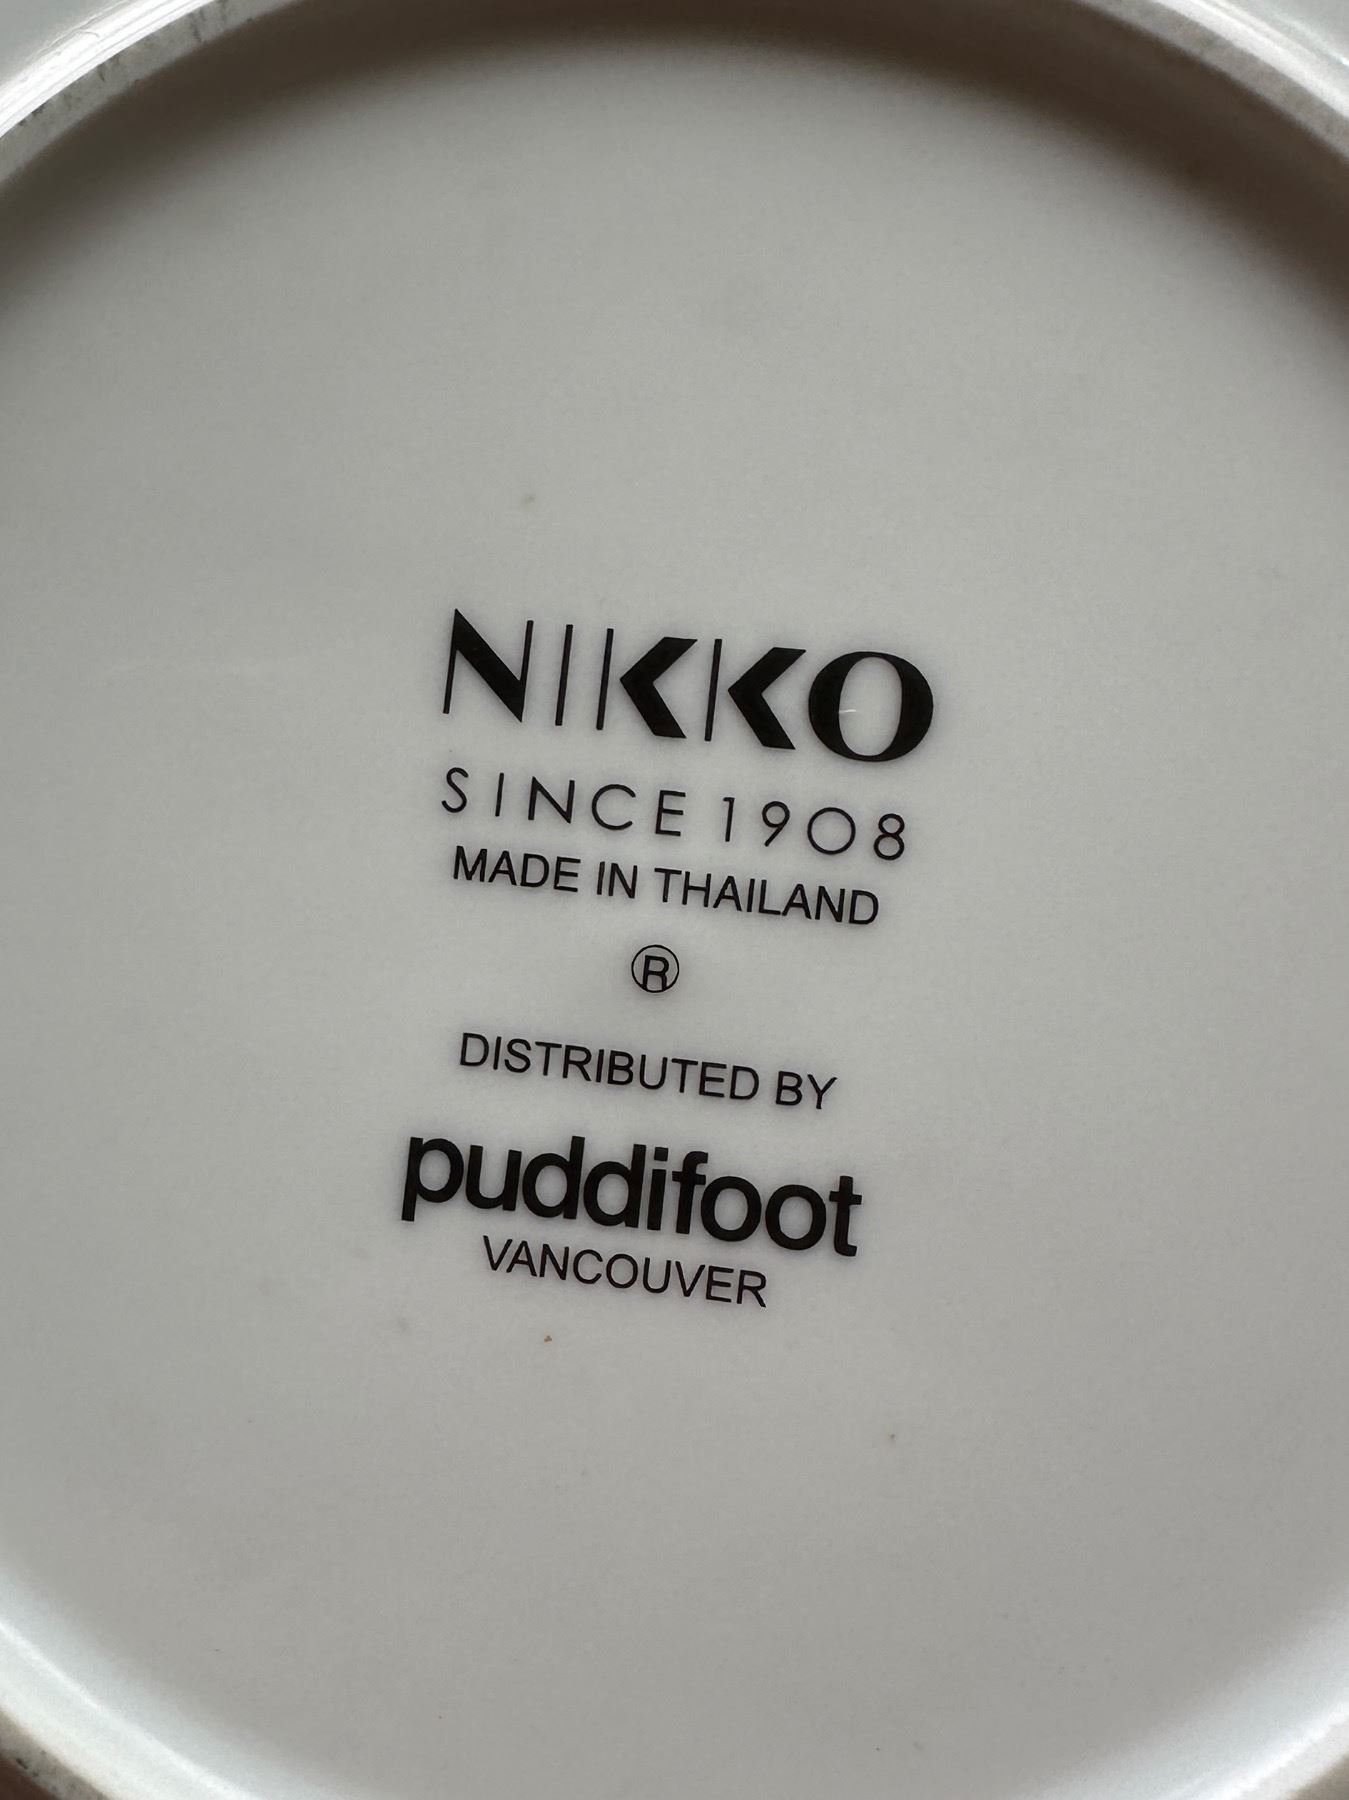 NIKKO
SINCE 1908
MADE IN THAILAND
®
DISTRIBUTED BY
puddifoot
VANCOUVER